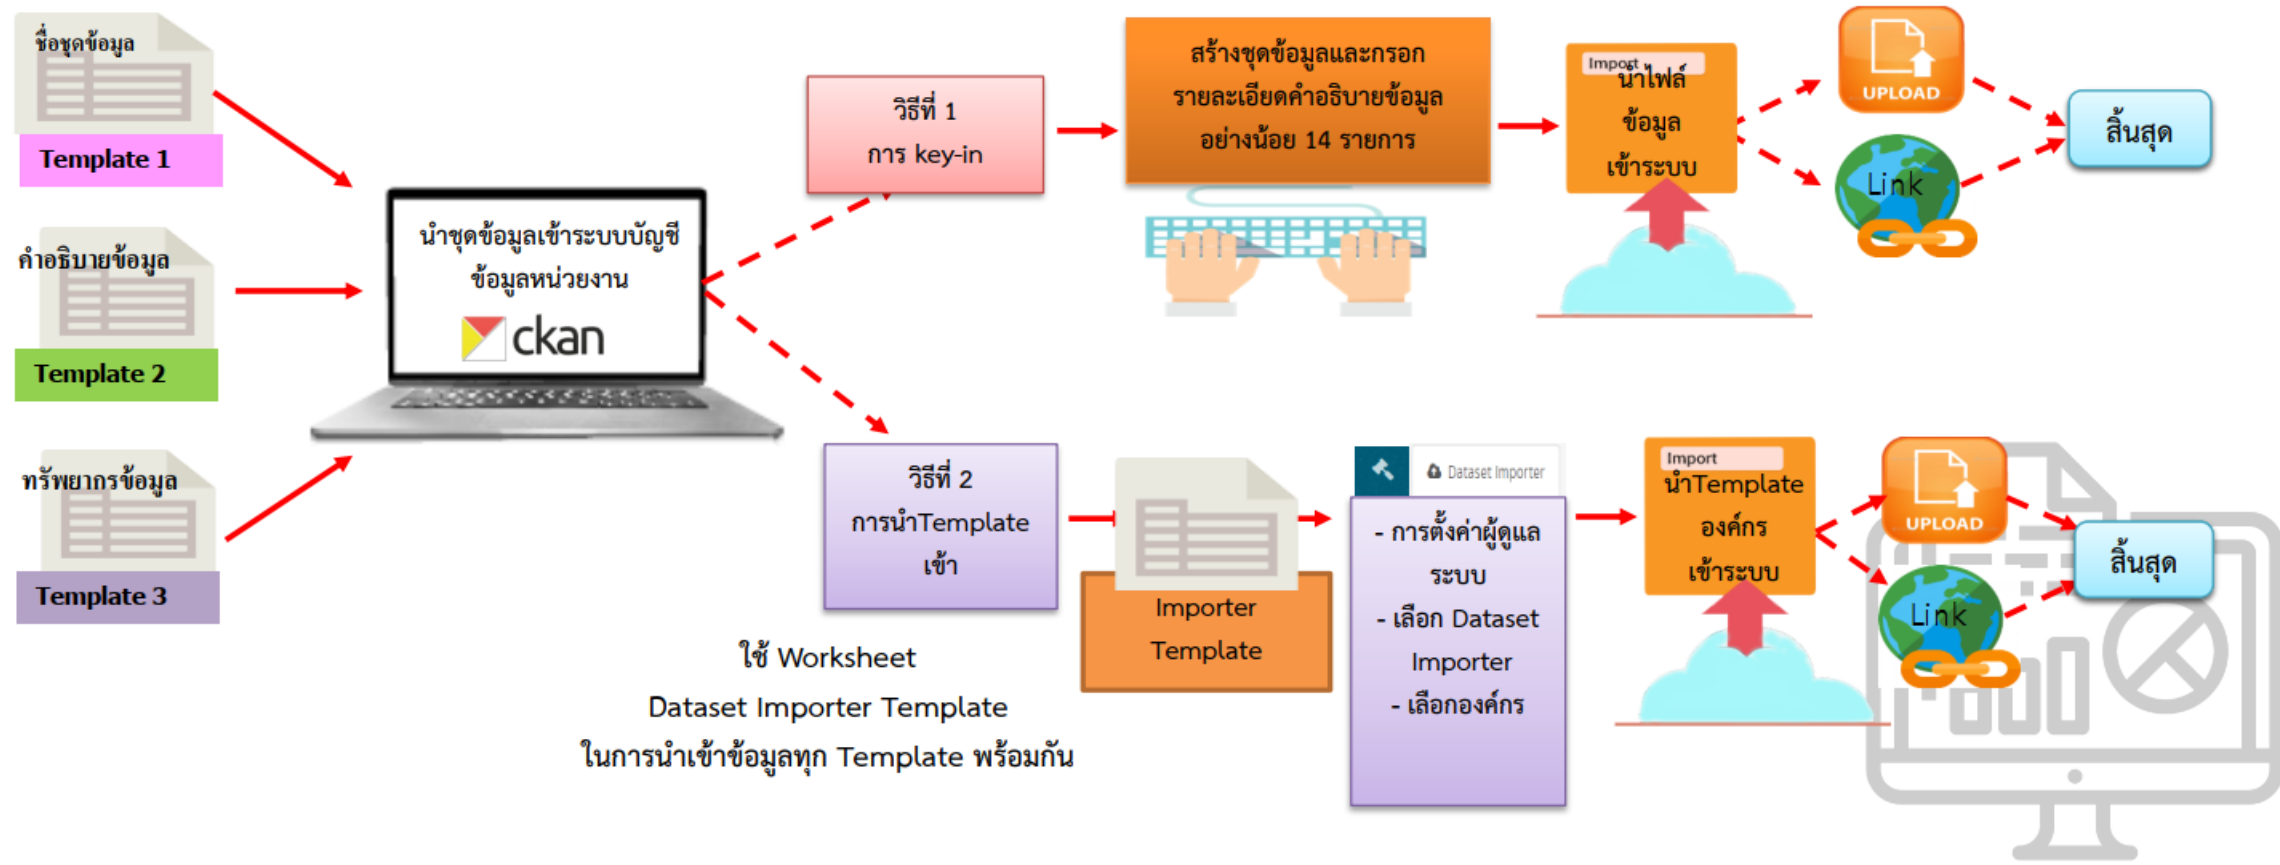 ชื่อชุดข้อมูล
Template 1
คำอธิบายข้อมูล
Template 2
ทรัพยากรข้อมูล
Template 3
นำชุดข้อมูลเข้าระบบบัญชี
ข้อมูลหน่วยงาน
ckan
วิธีที่ 1
การ key-in
สร้างชุดข้อมูลและกรอก
รายละเอียดคำอธิบายข้อมูล
อย่างน้อย 14 รายการ
Import
นำไฟล์
ข้อมูล
เข้าระบบ
UPLOAD
Link
สิ้นสุด
วิธีที่ 2
การนำTemplate
เข้า
ใช้ Worksheet
Dataset Importer Template
ในการนำเข้าข้อมูลทุก Template พร้อมกัน
Importer
Template
Dataset Importer
- การตั้งค่าผู้ดูแล
ระบบ
- เลือก Dataset
Importer
- เลือกองค์กร
Import
นำTemplate
องค์กร
เข้าระบบ
UPLOAD
Link
สิ้นสุด